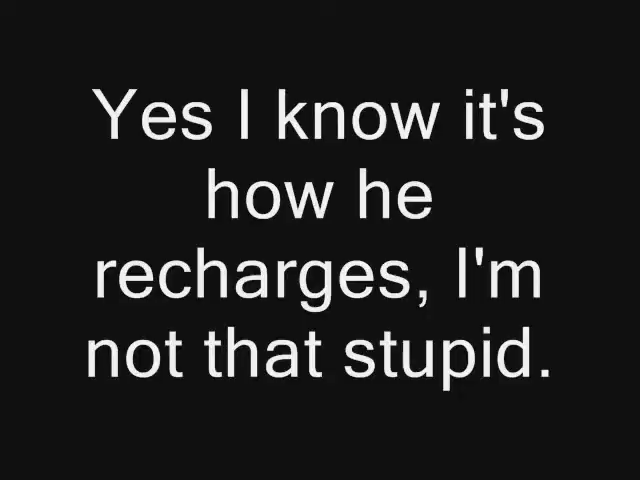 Yes I know it's
how he
recharges, I'm
not that stupid.